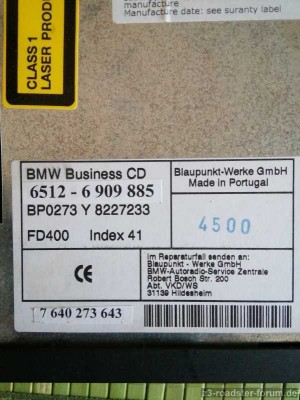 manufacture
Manufacture date: see suranty label
CLASS 1
LASER PROD
BMW Business CD
6512 - 6 909 885
BP0273 Y 8227233
FD400 Index 41
Blaupunkt-Werke GmbH
Made in Portugal
4500
CE
Im Reparaturfall senden an:
Blaupunkt - Werke GmbH
BMW-Autoradio-Service Zentrale
Robert Bosch Str. 200
Abt. VKD/WS
31139 Hildesheim
7 640 273 643
z3-roadster-forum.de